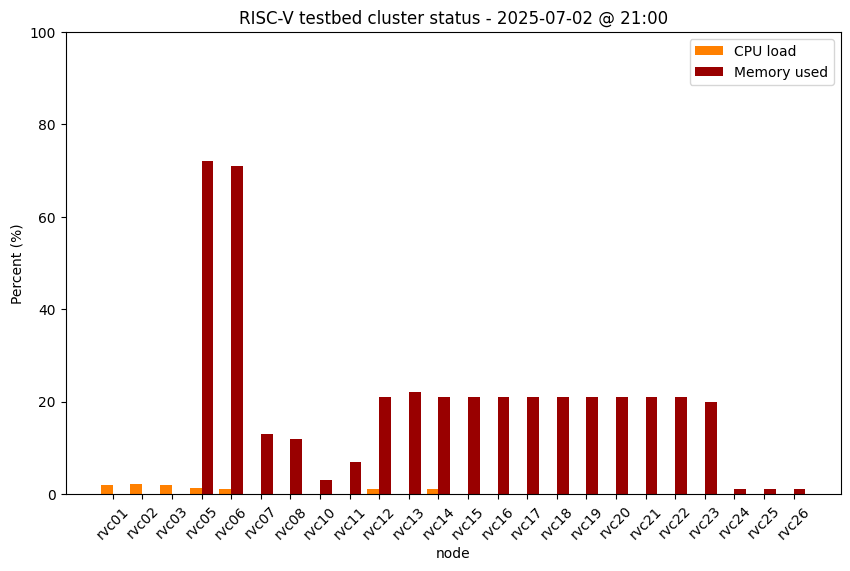 RISC-V testbed cluster status - 2025-07-02 @ 21:00
CPU load
Memory used
Percent (%)
100
80
60
40
20
0
rvc01 rvc02 rvc03 rvc05 rvc06 rvc07 rvc08 rvc10 rvc11 rvc12 rvc13 rvc14 rvc15 rvc16 rvc17 rvc18 rvc19 rvc20 rvc21 rvc22 rvc23 rvc24 rvc25 rvc26
node